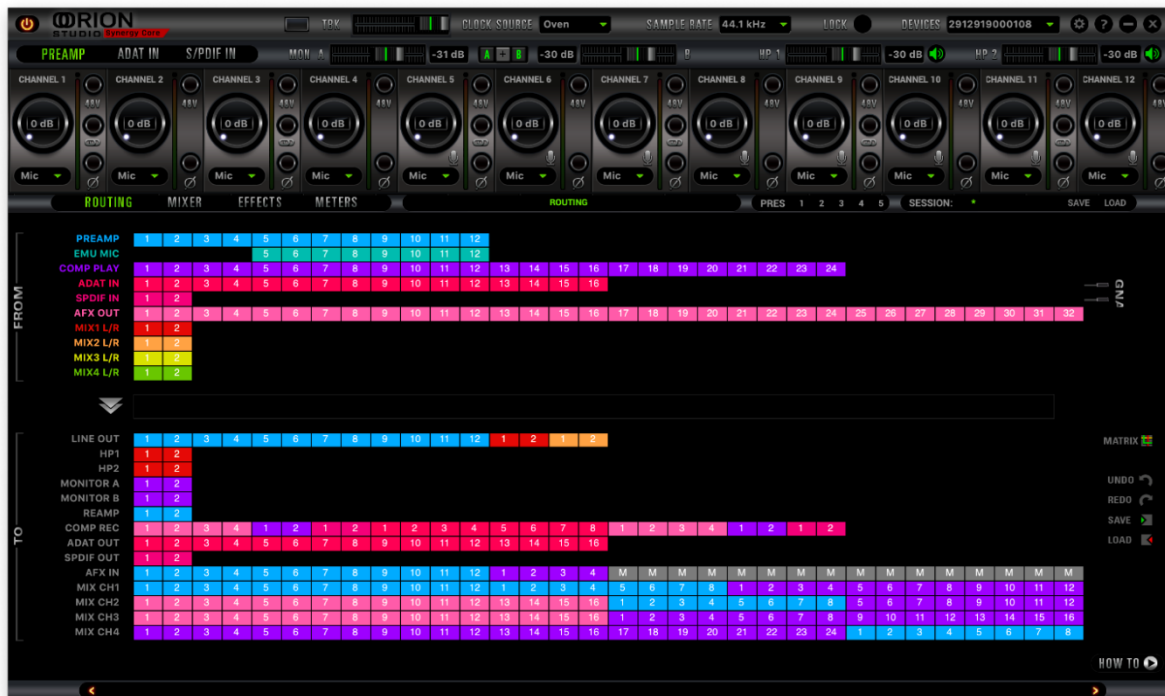 ORION STUDIO Synergy Core TBK CLOCK SOURCE Oven SAMPLE RATE 44.1 kHz LOCK DEVICES 2912919000108 ?
PREAMP ADAT IN S/PDIF IN MON A -31 dB A + B -30 dB B HP 1 -30 dB HP 2 -30 dB
CHANNEL 1 CHANNEL 2 CHANNEL 3 CHANNEL 4 CHANNEL 5 CHANNEL 6 CHANNEL 7 CHANNEL 8 CHANNEL 9 CHANNEL 10 CHANNEL 11 CHANNEL 12
48V 48V 48V 48V 48V 48V 48V 48V 48V 48V 48V 48V
0 dB 0 dB 0 dB 0 dB 0 dB 0 dB 0 dB 0 dB 0 dB 0 dB 0 dB 0 dB
Mic Mic Mic Mic Mic Mic Mic Mic Mic Mic Mic Mic
ROUTING MIXER EFFECTS METERS ROUTING PRES 1 2 3 4 5 SESSION: * SAVE LOAD
FROM
PREAMP 1 2 3 4 5 6 7 8 9 10 11 12
EMU MIC 5 6 7 8 9 10 11 12
COMP PLAY 1 2 3 4 5 6 7 8 9 10 11 12 13 14 15 16 17 18 19 20 21 22 23 24
ADAT IN 1 2 3 4 5 6 7 8 9 10 11 12 13 14 15 16
SPDIF IN 1 2
AFX OUT 1 2 3 4 5 6 7 8 9 10 11 12 13 14 15 16 17 18 19 20 21 22 23 24 25 26 27 28 29 30 31 32
MIX1 L/R 1 2
MIX2 L/R 1 2
MIX3 L/R 1 2
MIX4 L/R 1 2
TO
LINE OUT 1 2 3 4 5 6 7 8 9 10 11 12 1 2 1 2
HP1 1 2
HP2 1 2
MONITOR A 1 2
MONITOR B 1 2
REAMP 1 2
COMP REC 1 2 3 4 1 2 1 2 1 2 3 4 5 6 7 8 1 2 3 4 1 2 1 2
ADAT OUT 1 2 3 4 5 6 7 8 9 10 11 12 13 14 15 16
SPDIF OUT 1 2
AFX IN 1 2 3 4 5 6 7 8 9 10 11 12 1 2 3 4 M M M M M M M M M M M M M M M M
MIX CH1 1 2 3 4 5 6 7 8 9 10 11 12 1 2 3 4 5 6 7 8 1 2 3 4 5 6 7 8 9 10 11 12
MIX CH2 1 2 3 4 5 6 7 8 9 10 11 12 13 14 15 16 1 2 3 4 5 6 7 8 5 6 7 8 9 10 11 12
MIX CH3 1 2 3 4 5 6 7 8 9 10 11 12 13 14 15 16 1 2 3 4 5 6 7 8 9 10 11 12 13 14 15 16
MIX CH4 1 2 3 4 5 6 7 8 9 10 11 12 13 14 15 16 17 18 19 20 21 22 23 24 1 2 3 4 5 6 7 8
MATRIX
UNDO
REDO
SAVE
LOAD
HOW TO